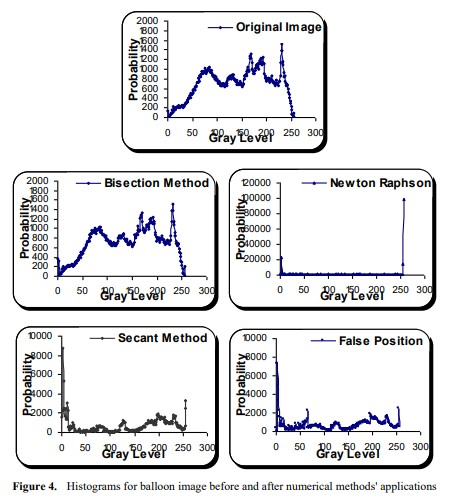 Original Image
Probability
2000
1800
1600
1400
1200
1000
800
600
400
200
0
0 50 100 150 200 250 300
Gray Level
Bisection Method
Probability
2000
1800
1600
1400
1200
1000
800
600
400
200
0
0 50 100 150 200 250 300
Gray Level
Newton Raphson
Probability
120000
100000
80000
60000
40000
20000
0
0 50 100 150 200 250 300
Gray Level
Secant Method
Probability
10000
8000
6000
4000
2000
0
0 50 100 150 200 250 300
Gray Level
False Position
Probability
10000
8000
6000
4000
2000
0
0 50 100 150 200 250 300
Gray Level
Figure 4. Histograms for balloon image before and after numerical methods' applications